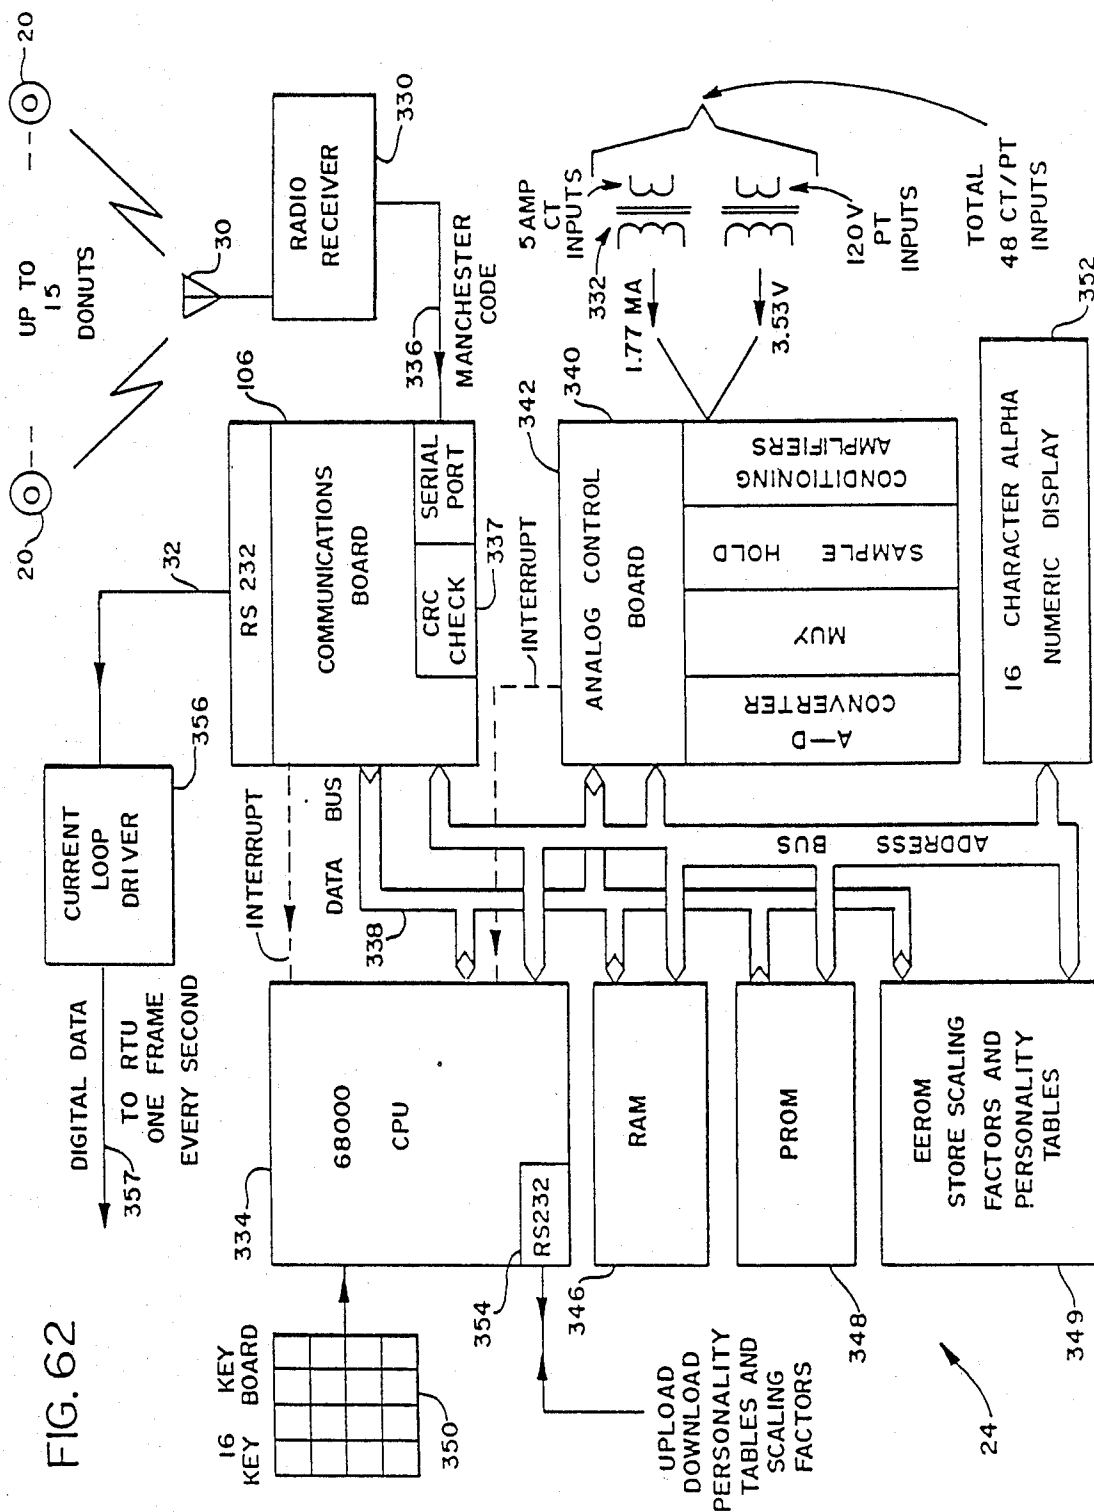 FIG. 62
16 KEY
KEY BOARD
350
UPLOAD
DOWNLOAD
PERSONALITY
TABLES AND
SCALING
FACTORS
24
334
68000
CPU
RS232
354
346
RAM
348
PROM
349
EEROM
STORE SCALING
FACTORS AND
PERSONALITY
TABLES
357
DIGITAL DATA
TO RTU
ONE FRAME
EVERY SECOND
CURRENT
LOOP
DRIVER
356
32
INTERRUPT
DATA BUS
338
INTERRUPT
ADDRESS
BUS
RS 232
106
COMMUNICATIONS
BOARD
CRC
CHECK
337
SERIAL
PORT
342
340
ANALOG CONTROL
BOARD
A-D
CONVERTER
MUY
SAMPLE HOLD
CONDITIONING
AMPLIFIERS
16 CHARACTER ALPHA
NUMERIC DISPLAY
352
20
UP TO
15
DONUTS
20
30
RADIO
RECEIVER
330
336
MANCHESTER
CODE
1.77 MA
3.53 V
332
5 AMP
CT
INPUTS
120 V
PT
INPUTS
TOTAL
48 CT/PT
INPUTS